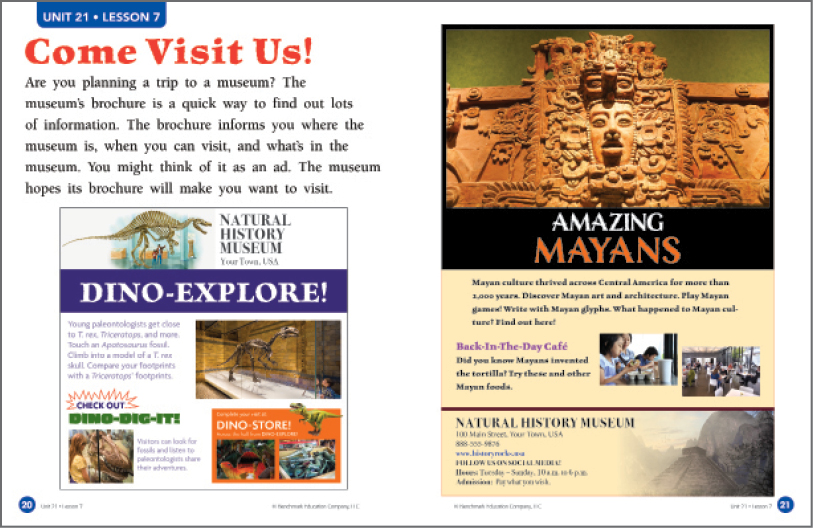 UNIT 21 • LESSON 7
Come Visit Us!
Are you planning a trip to a museum? The
museum's brochure is a quick way to find out lots
of information. The brochure informs you where the
museum is, when you can visit, and what's in the
museum. You might think of it as an ad. The museum
hopes its brochure will make you want to visit.
NATURAL
HISTORY
MUSEUM
Your Town, USA
DINO-EXPLORE!
Young paleontologists get close
to T. rex, Triceratops, and more.
Touch an Apatosaurus fossil.
Climb into a model of a T. rex
skull. Compare your footprints
with a Triceratops' footprints.
CHECK OUT
DINO-DIG-IT!
Visitors can look for
fossils and listen to
paleontologists share
their adventures.
Complete your visit at
DINO-STORE!
Across the hall from DINO-EXPLORE!
20 Unit 21 • Lesson 7
© Benchmark Education Company, LLC
AMAZING
MAYANS
Mayan culture thrived across Central America for more than
2,000 years. Discover Mayan art and architecture. Play Mayan
games! Write with Mayan glyphs. What happened to Mayan cul-
ture? Find out here!
Back-In-The-Day Café
Did you know Mayans invented
the tortilla? Try these and other
Mayan foods.
NATURAL HISTORY MUSEUM
100 Main Street, Your Town, USA
888-555-9876
www.historyrocks.usa
FOLLOW US ON SOCIAL MEDIA!
Hours: Tuesday – Sunday, 10 a.m. to 6 p.m.
Admission: Pay what you wish.
© Benchmark Education Company, LLC
Unit 21 • Lesson 7 21